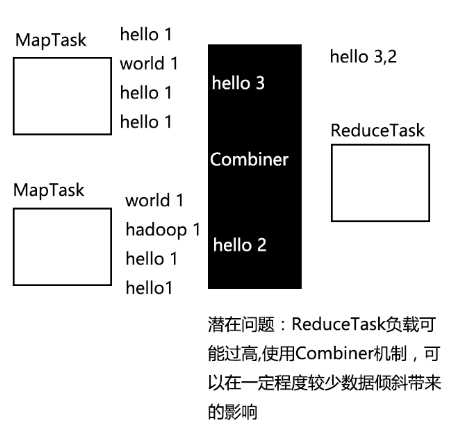 MapTask
hello 1
world 1
hello 1
hello 1
MapTask
world 1
hadoop 1
hello 1
hello1
hello 3
Combiner
hello 2
hello 3,2
ReduceTask
潜在问题：ReduceTask负载可
能过高,使用Combiner机制，可
以在一定程度较少数据倾斜带来
的影响